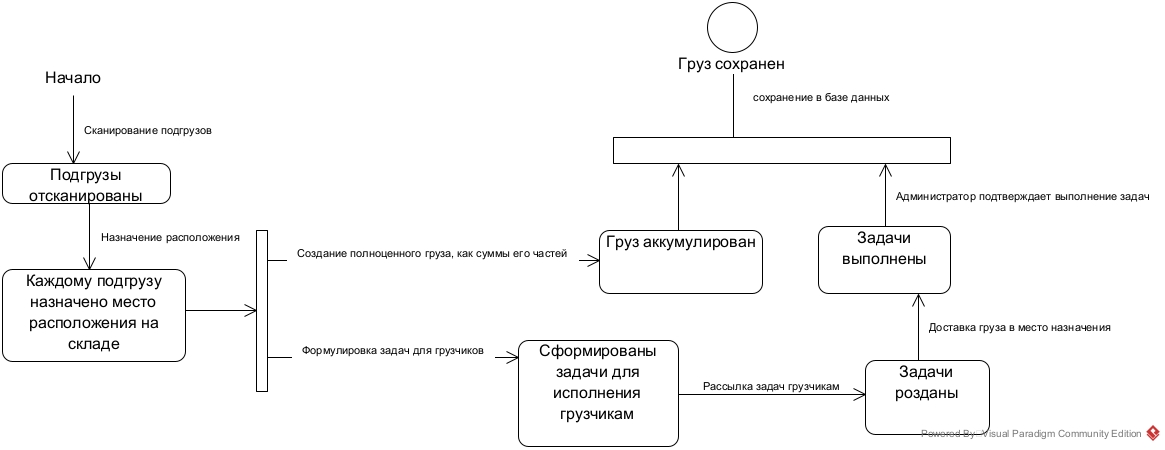 Груз сохранен
Начало
сохранение в базе данных
Сканирование подгрузов
Подгрузы
отсканированы
Администратор подтверждает выполнение задач
Назначение расположения
Создание полноценного груза, как суммы его частей
Груз аккумулирован
Задачи
выполнены
Каждому подгрузу
назначено место
расположения на
складе
Доставка груза в место назначения
Формулировка задач для грузчиков
Сформированы
задачи для
исполнения
грузчикам
Рассылка задач грузчикам
Задачи
розданы
Powered By: Visual Paradigm Community Edition